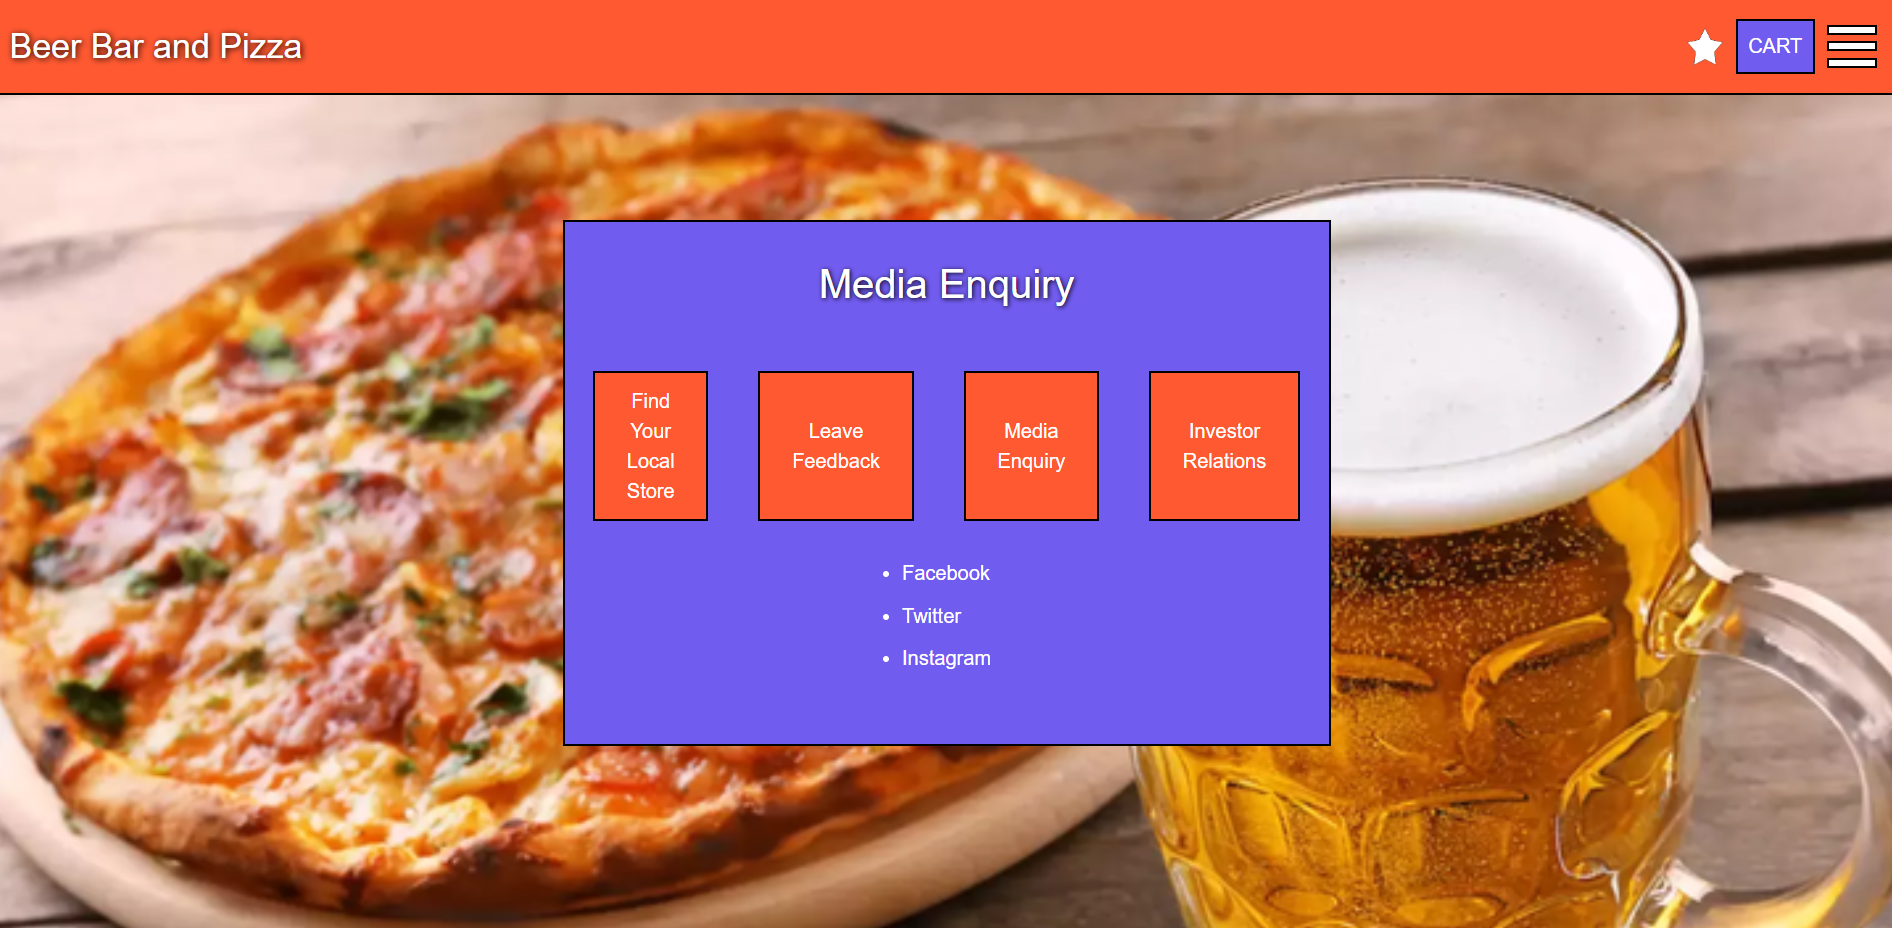 Beer Bar and Pizza
CART
Media Enquiry
Find
Your
Local
Store
Leave
Feedback
Media
Enquiry
Investor
Relations
Facebook
Twitter
Instagram